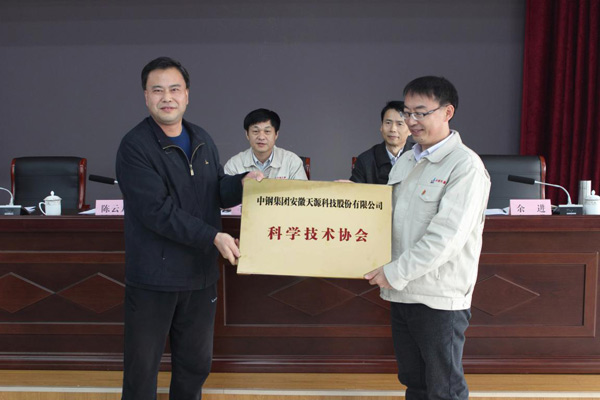 中钢集团安徽天源科技股份有限公司
科学技术协会
陈云
余进